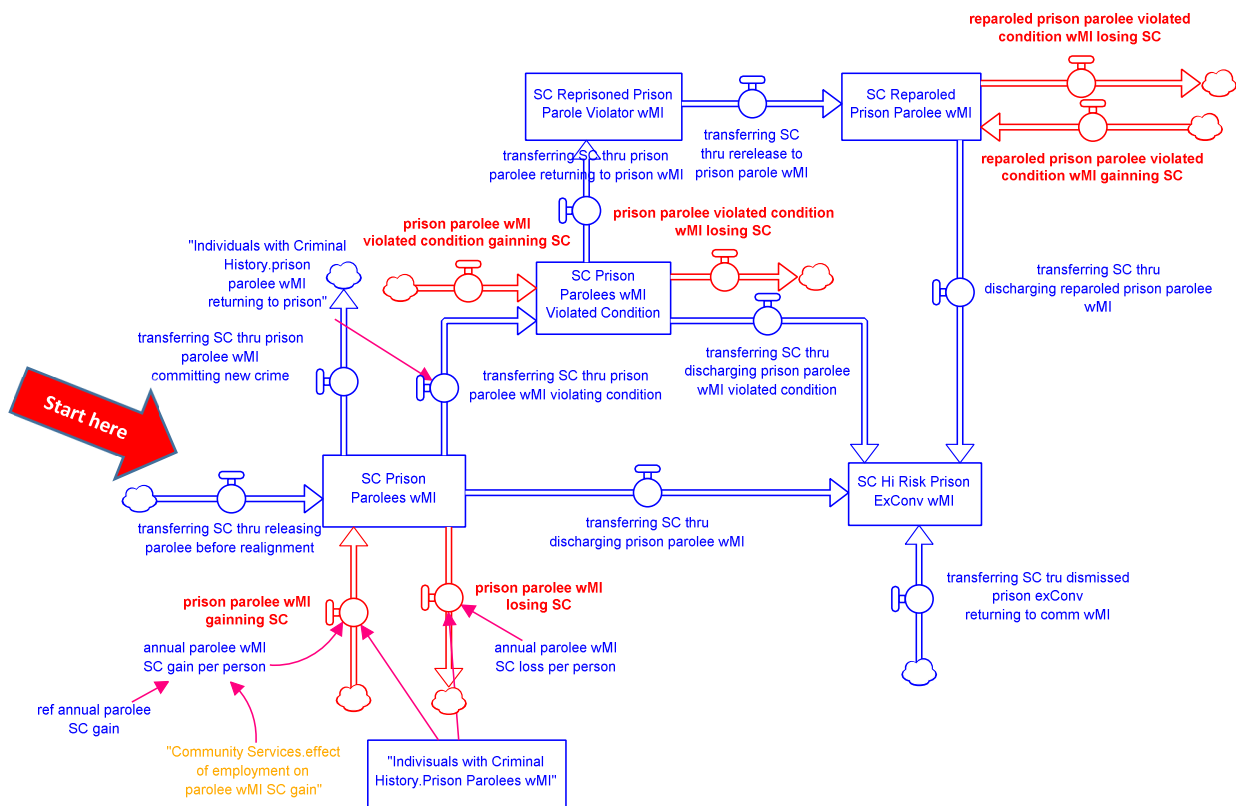 reparoled prison parolee violated
condition wMI losing SC
SC Reprisoned Prison
Parole Violator wMI
SC Reparoled
Prison Parolee wMI
transferring SC
thru rerelease to
prison parole wMI
reparoled prison parolee violated
condition wMI gainning SC
transferring SC thru prison
parolee returning to prison wMI
prison parolee wMI
violated condition gainning SC
prison parolee violated condition
wMI losing SC
"Individuals with Criminal
History.prison
parolee wMI
returning to prison"
SC Prison
Parolees wMI
Violated Condition
transferring SC thru
discharging reparoled prison parolee
wMI
transferring SC thru prison
parolee wMI
committing new crime
transferring SC thru prison
parolee wMI violating condition
transferring SC thru
discharging prison parolee
wMI violated condition
Start here
SC Prison
Parolees wMI
SC Hi Risk Prison
ExConv wMI
transferring SC thru releasing
parolee before realignment
transferring SC thru
discharging prison parolee wMI
prison parolee wMI
gainning SC
prison parolee wMI
losing SC
transferring SC tru dismissed
prison exConv
returning to comm wMI
annual parolee wMI
SC gain per person
annual parolee wMI
SC loss per person
ref annual parolee
SC gain
"Community Services.effect
of employment on
parolee wMI SC gain"
"Indivisuals with Criminal
History.Prison Parolees wMI"